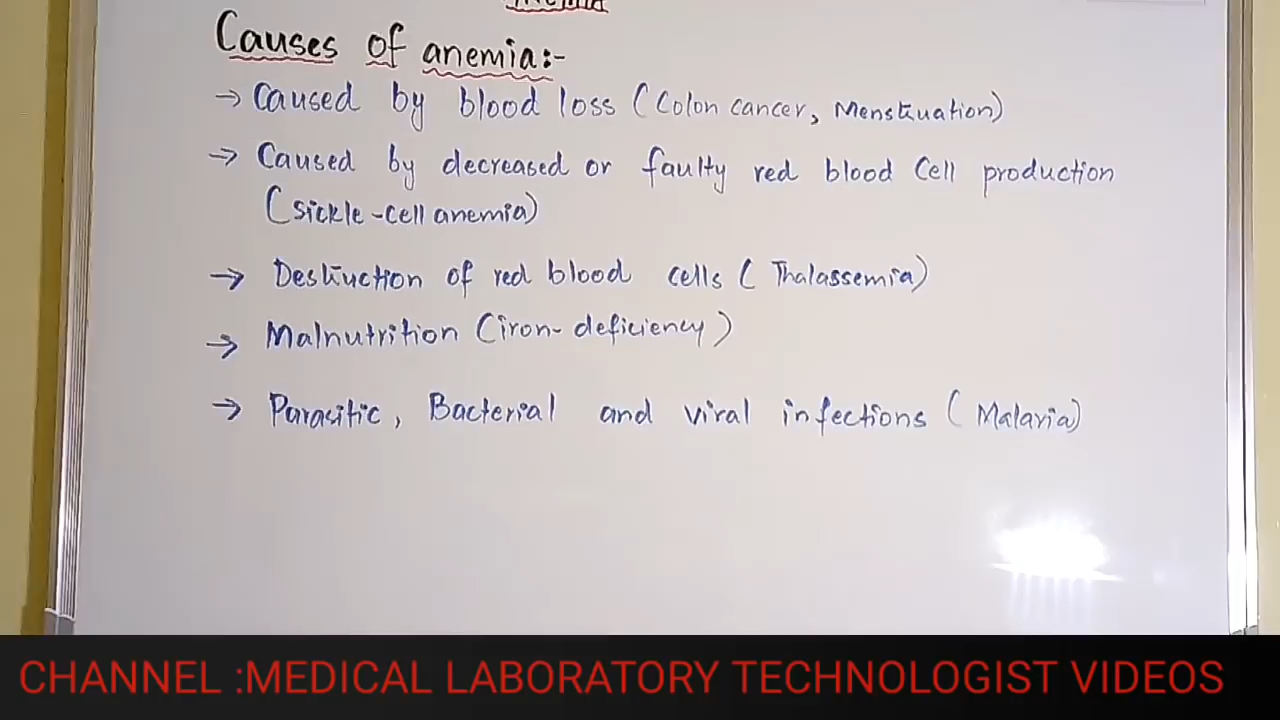 Causes of anemia:-
→ Caused by blood loss (Colon cancer, Menstruation)
→ Caused by decreased or faulty red blood Cell production
(Sickle-cell anemia)
→ Destruction of red blood cells (Thalassemia)
→ Malnutrition (iron-deficiency)
→ Parasitic, Bacterial and viral infections (Malaria)
CHANNEL :MEDICAL LABORATORY TECHNOLOGIST VIDEOS